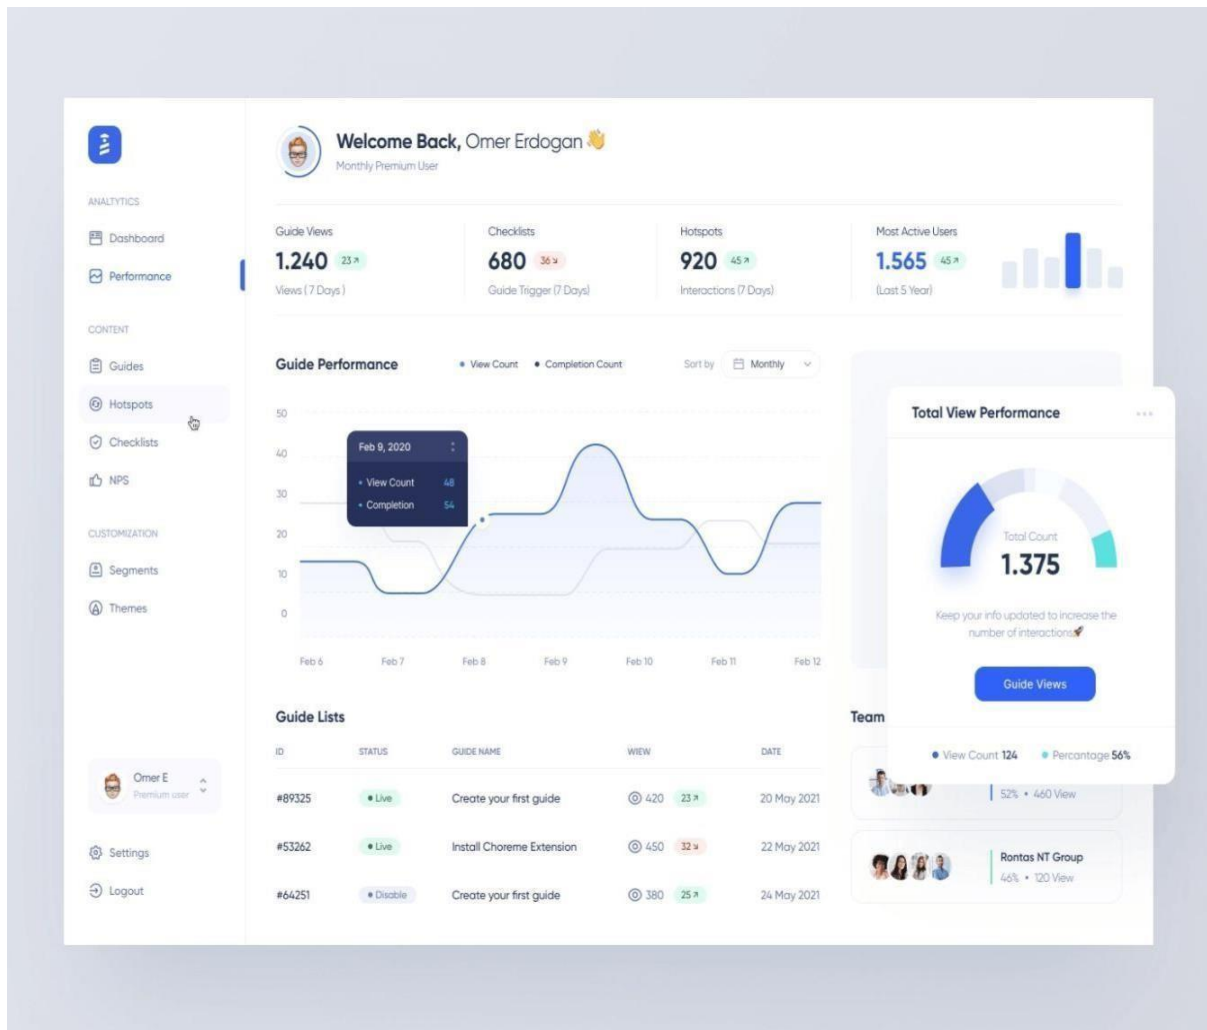 Welcome Back, Omer Erdogan
Monthly Premium User
ANALTYTICS
Dashboard
Performance
CONTENT
Guides
Hotspots
Checklists
NPS
CUSTOMIZATION
Segments
Themes
Omer E
Premium user
Settings
Logout
Guide Views
1.240 23
Views ( 7 Days )
Checklists
680 36
Guide Trigger (7 Days)
Hotspots
920 45
Interactions (7 Days)
Most Active Users
1.565 45
(Last 5 Year)
Guide Performance
View Count Completion Count
Sort by Monthly
50
40
30
20
10
0
Feb 9, 2020
View Count 48
Completion 54
Feb 6 Feb 7 Feb 8 Feb 9 Feb 10 Feb 11 Feb 12
Total View Performance
Total Count
1.375
Keep your info updated to increase the
number of interactions
Guide Views
View Count 124 Percantage 56%
Guide Lists
ID STATUS GUIDE NAME WIEW DATE
#89325 Live Create your first guide 420 23 20 May 2021
#53262 Live Install Choreme Extension 450 32 22 May 2021
#64251 Disable Create your first guide 380 25 24 May 2021
Team
52% • 460 View
Rontas NT Group
46% • 120 View